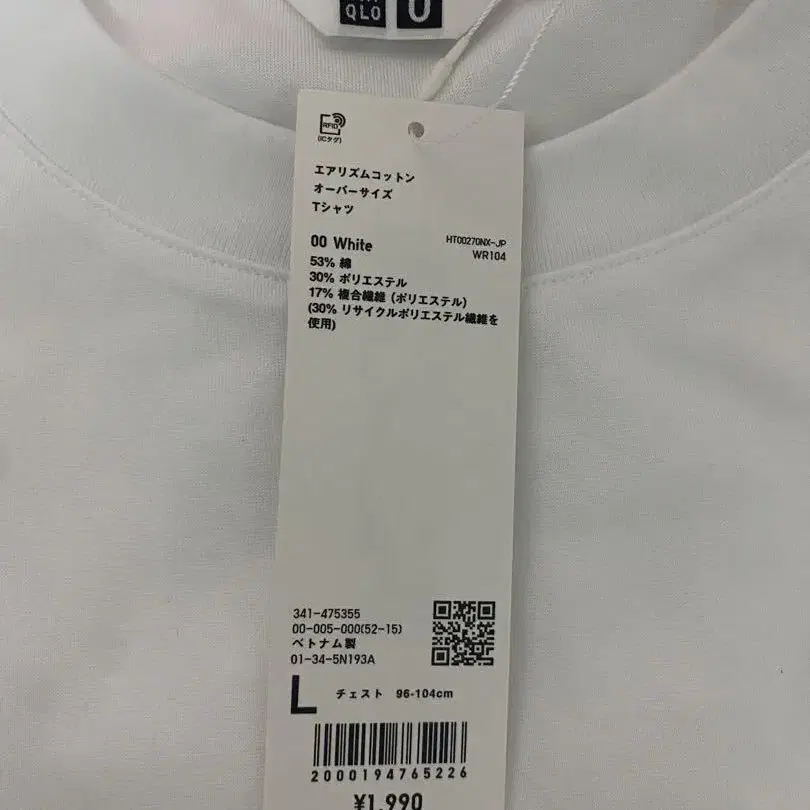 QLO
U
RFID
(ICタグ)
エアリズムコットン
オーバーサイズ
Tシャツ
00 White
HT00270NX-JP
WR104
53% 綿
30% ポリエステル
17% 複合繊維 (ポリエステル)
(30% リサイクルポリエステル繊維を
使用)
341-475355
00-005-000(52-15)
ベトナム製
01-34-5N193A
L チェスト 96-104cm
2000194765226
¥1,990